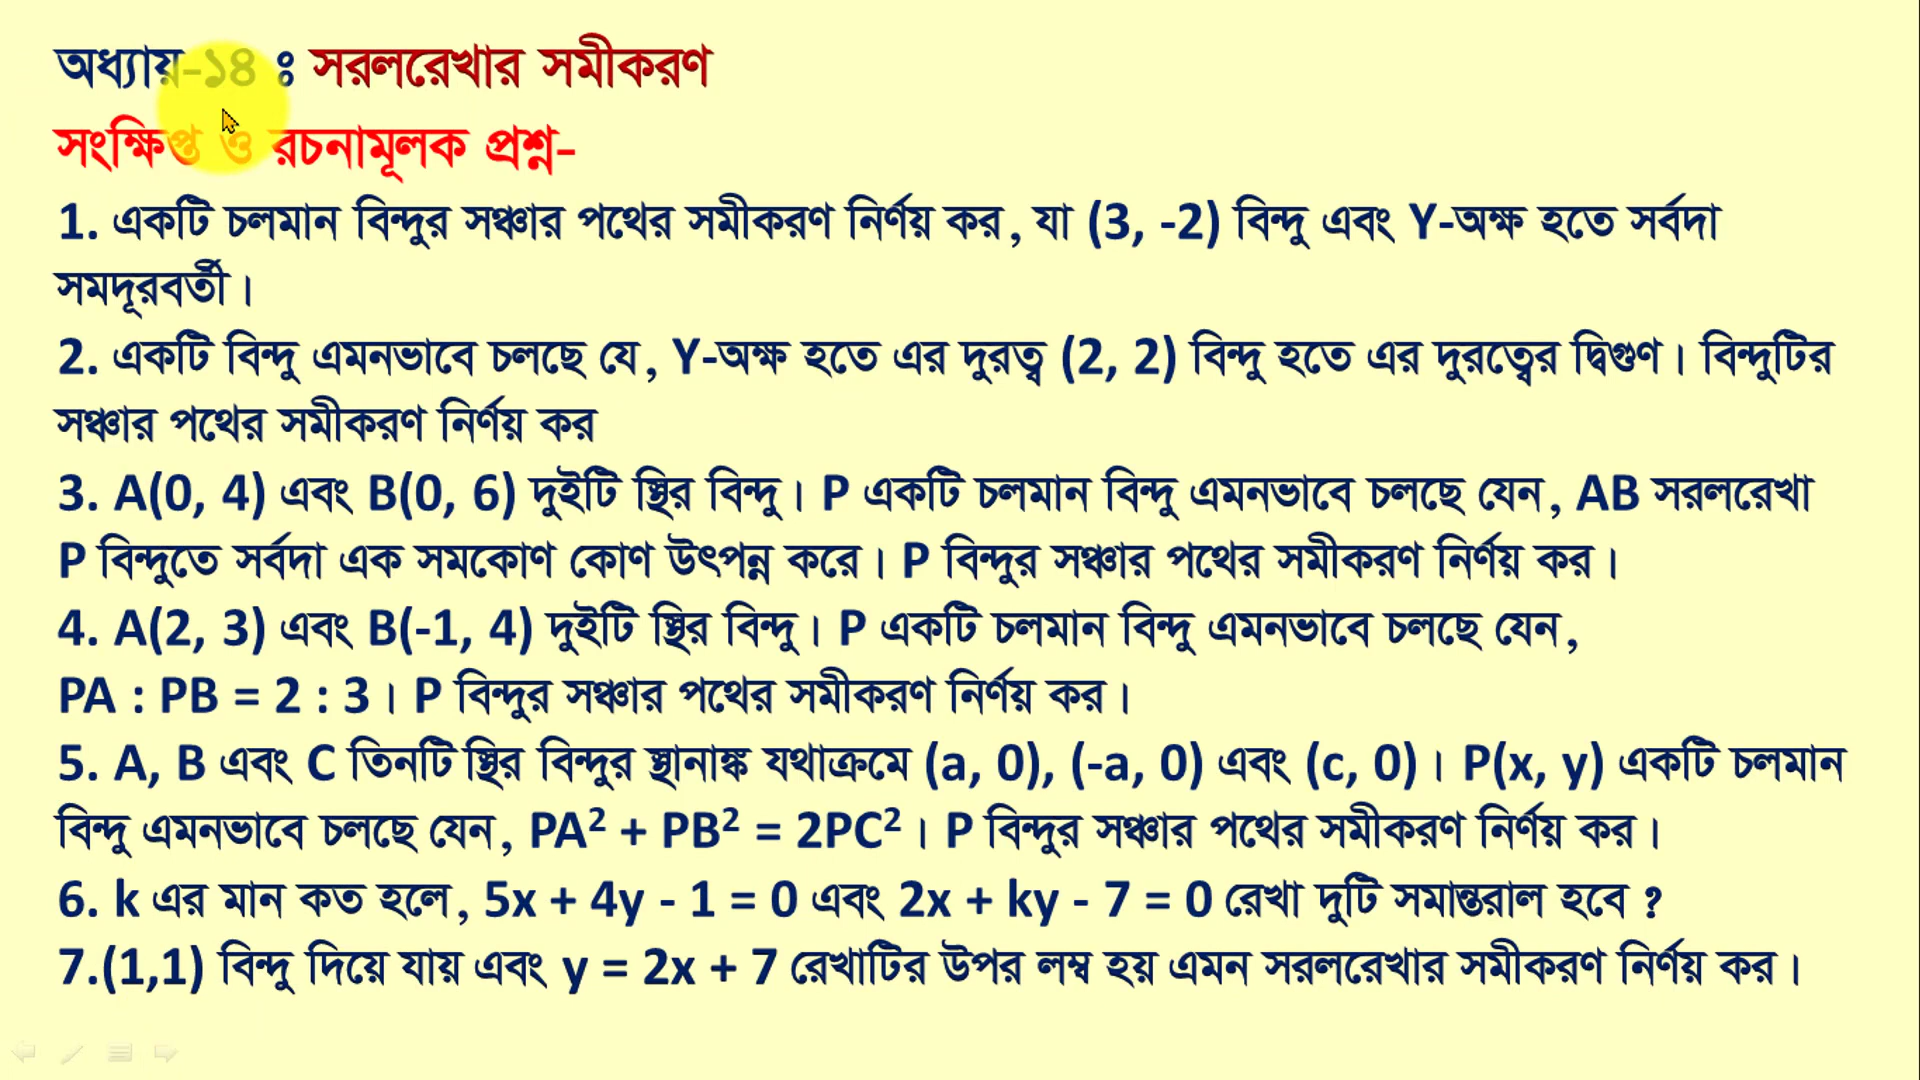 অধ্যায়-১৪ ঃ সরলরেখার সমীকরণ
সংক্ষিপ্ত ও রচনামূলক প্রশ্ন-
1. একটি চলমান বিন্দুর সঞ্চার পথের সমীকরণ নির্ণয় কর, যা (3, -2) বিন্দু এবং Y-অক্ষ হতে সর্বদা
সমদূরবর্তী।
2. একটি বিন্দু এমনভাবে চলছে যে, Y-অক্ষ হতে এর দুরত্ব (2, 2) বিন্দু হতে এর দুরত্বের দ্বিগুণ। বিন্দুটির
সঞ্চার পথের সমীকরণ নির্ণয় কর
3. A(0, 4) এবং B(0, 6) দুইটি স্থির বিন্দু। P একটি চলমান বিন্দু এমনভাবে চলছে যেন, AB সরলরেখা
P বিন্দুতে সর্বদা এক সমকোণ কোণ উৎপন্ন করে। P বিন্দুর সঞ্চার পথের সমীকরণ নির্ণয় কর।
4. A(2, 3) এবং B(-1, 4) দুইটি স্থির বিন্দু। P একটি চলমান বিন্দু এমনভাবে চলছে যেন,
PA : PB = 2 : 3। P বিন্দুর সঞ্চার পথের সমীকরণ নির্ণয় কর।
5. A, B এবং C তিনটি স্থির বিন্দুর স্থানাঙ্ক যথাক্রমে (a, 0), (-a, 0) এবং (c, 0)। P(x, y) একটি চলমান
বিন্দু এমনভাবে চলছে যেন, PA² + PB² = 2PC²। P বিন্দুর সঞ্চার পথের সমীকরণ নির্ণয় কর।
6. k এর মান কত হলে, 5x + 4y - 1 = 0 এবং 2x + ky - 7 = 0 রেখা দুটি সমান্তরাল হবে ?
7.(1,1) বিন্দু দিয়ে যায় এবং y = 2x + 7 রেখাটির উপর লম্ব হয় এমন সরলরেখার সমীকরণ নির্ণয় কর।